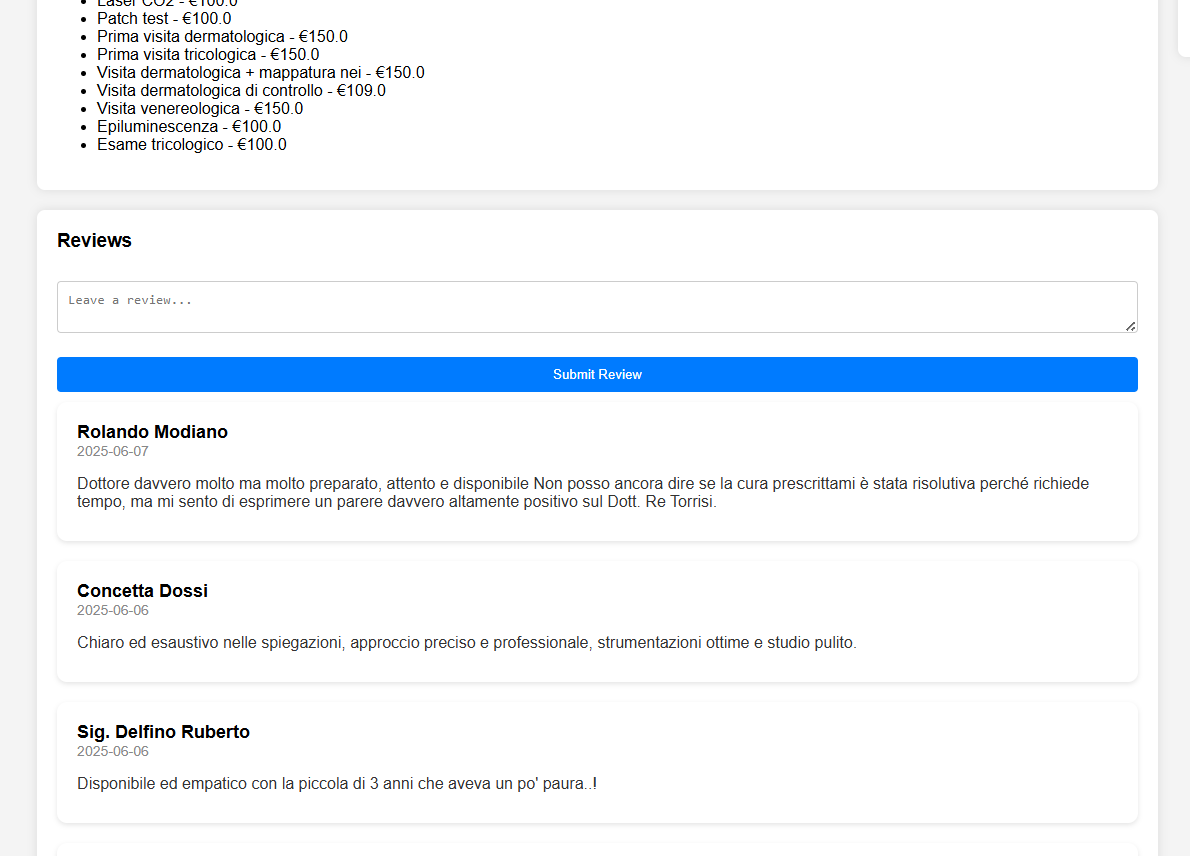 Laser CO2 - €100.0
Patch test - €100.0
Prima visita dermatologica - €150.0
Prima visita tricologica - €150.0
Visita dermatologica + mappatura nei - €150.0
Visita dermatologica di controllo - €109.0
Visita venereologica - €150.0
Epiluminescenza - €100.0
Esame tricologico - €100.0
Reviews
Leave a review...
Submit Review
Rolando Modiano
2025-06-07
Dottore davvero molto ma molto preparato, attento e disponibile Non posso ancora dire se la cura prescrittami è stata risolutiva perché richiede
tempo, ma mi sento di esprimere un parere davvero altamente positivo sul Dott. Re Torrisi.
Concetta Dossi
2025-06-06
Chiaro ed esaustivo nelle spiegazioni, approccio preciso e professionale, strumentazioni ottime e studio pulito.
Sig. Delfino Ruberto
2025-06-06
Disponibile ed empatico con la piccola di 3 anni che aveva un po' paura..!